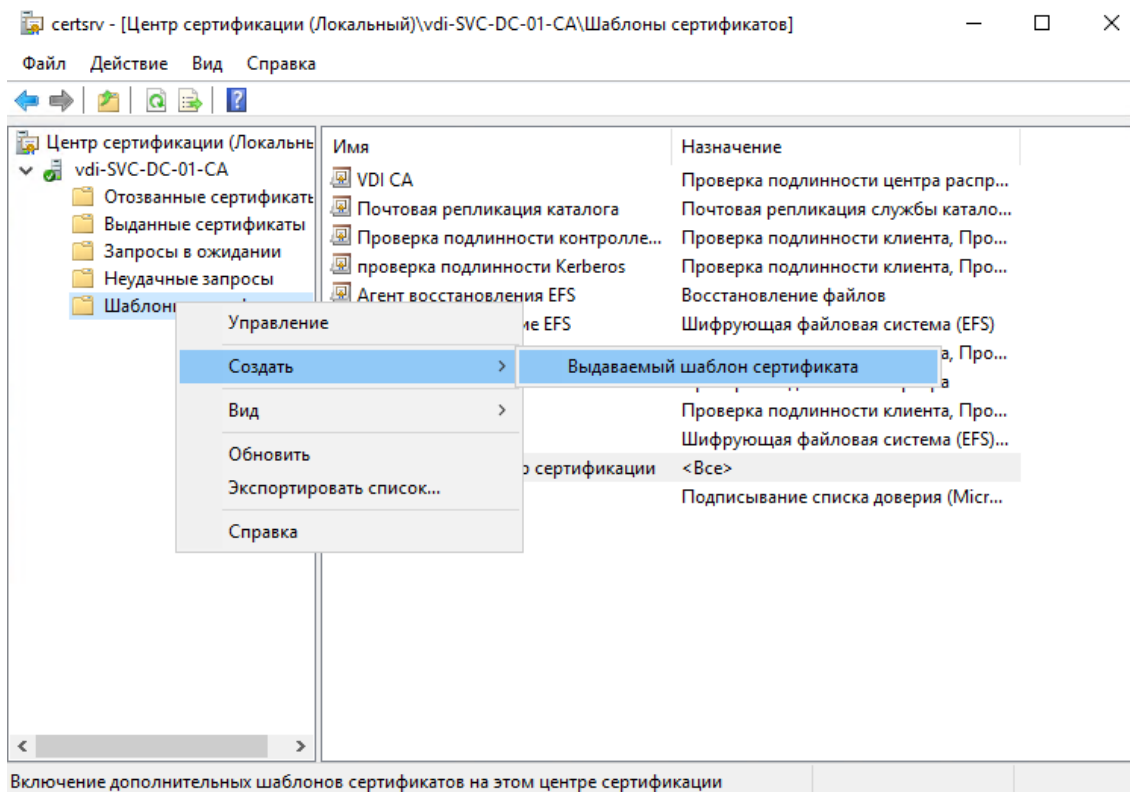 certsrv - [Центр сертификации (Локальный)\vdi-SVC-DC-01-CA\Шаблоны сертификатов]
Файл Действие Вид Справка
Центр сертификации (Локальнь
vdi-SVC-DC-01-CA
Отозванные сертификать
Выданные сертификаты
Запросы в ожидании
Неудачные запросы
Шаблон
Имя Назначение
VDI CA Проверка подлинности центра распр...
Почтовая репликация каталога Почтовая репликация службы катало...
Проверка подлинности контролле... Проверка подлинности клиента, Про...
проверка подлинности Kerberos Проверка подлинности клиента, Про...
Агент восстановления EFS Восстановление файлов
ие EFS Шифрующая файловая система (EFS)
а, Про...
Проверка подлинности клиента, Про...
Шифрующая файловая система (EFS)...
сертификации <Все>
Подписывание списка доверия (Micr...
Управление
Создать
Выдаваемый шаблон сертификата
Вид
Обновить
Экспортировать список...
Справка
Включение дополнительных шаблонов сертификатов на этом центре сертификации